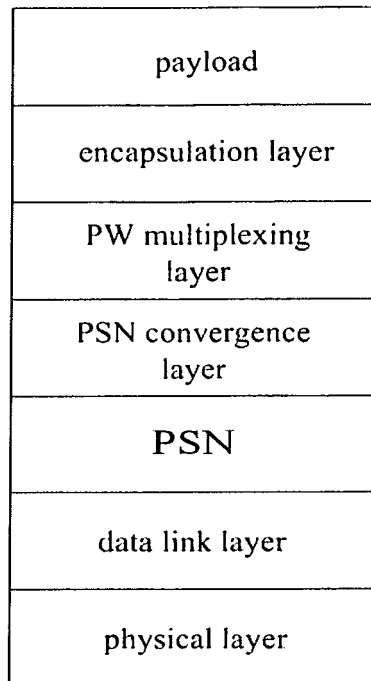 payload
encapsulation layer
PW multiplexing
layer
PSN convergence
layer
PSN
data link layer
physical layer